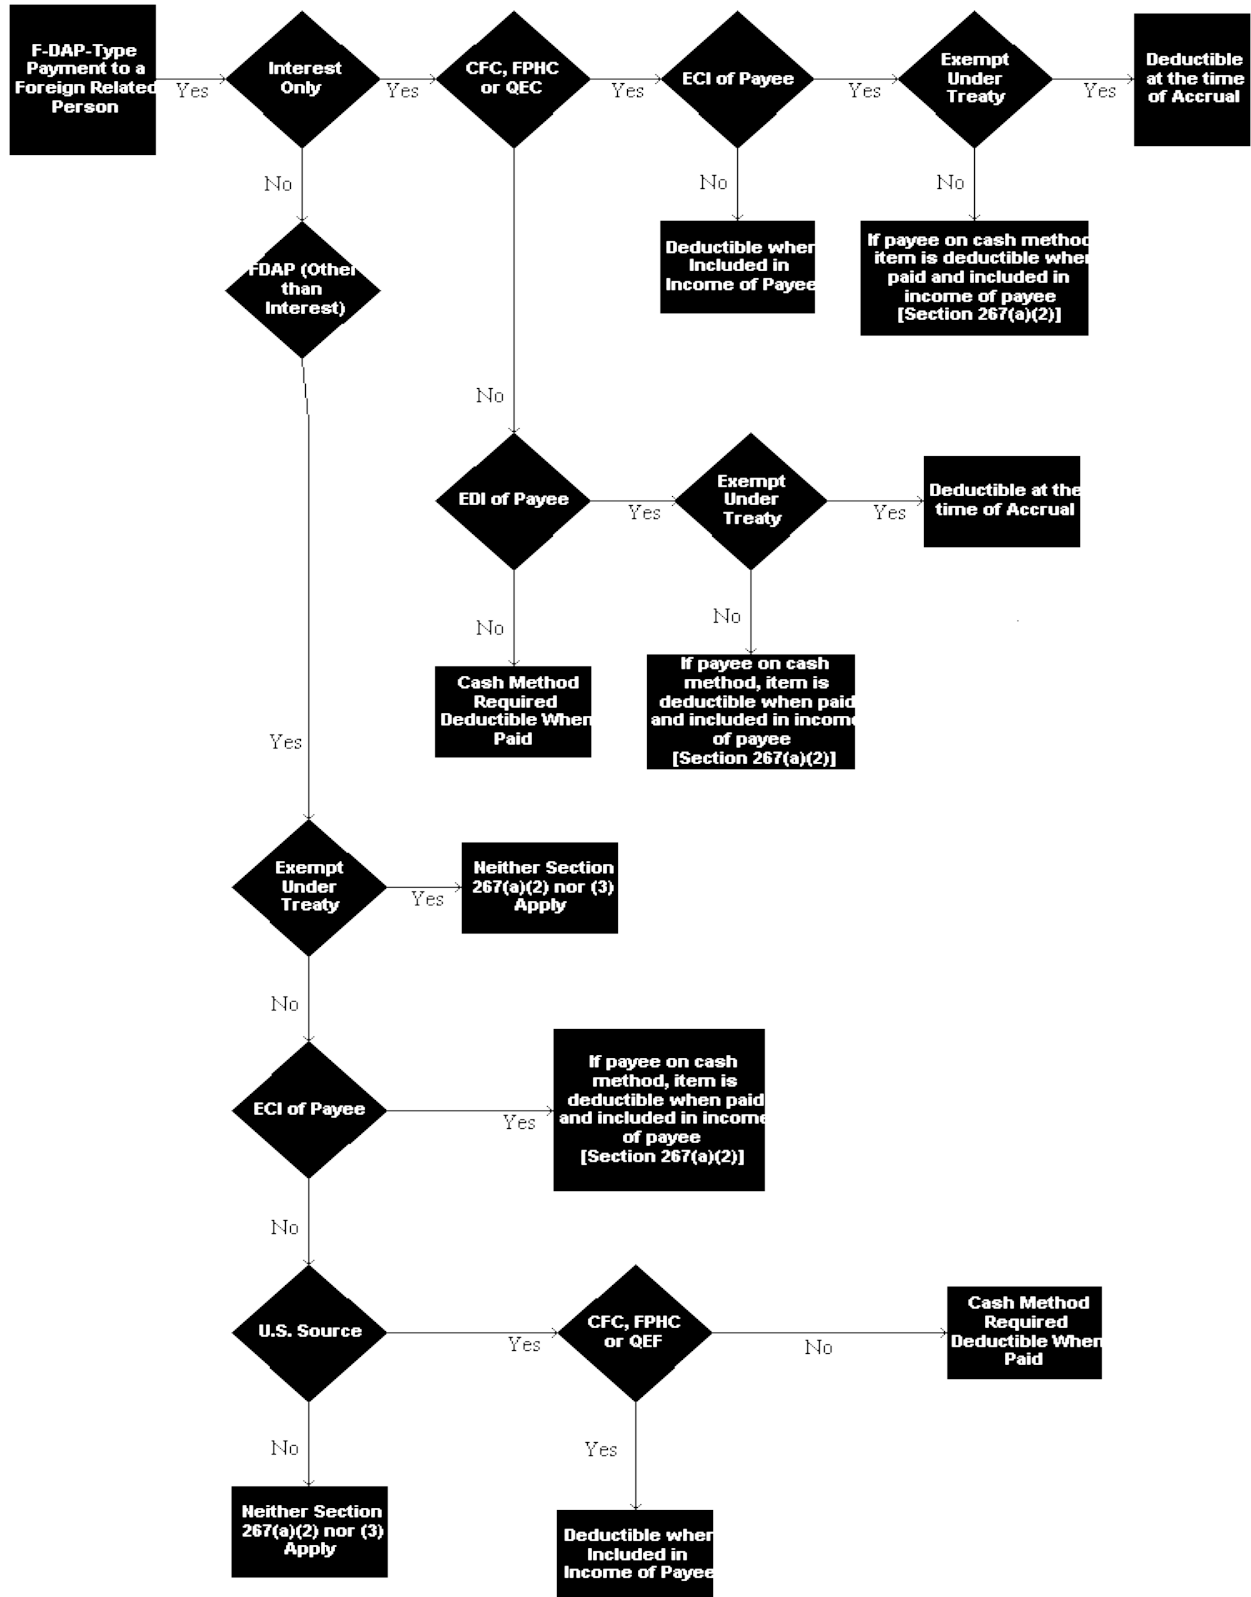 F-DAP-Type
Payment to a
Foreign Related
Person
Yes
Interest
Only
Yes
CFC, FPHC
or QEC
Yes
ECI of Payee
Yes
Exempt
Under
Treaty
Yes
Deductible
at the time
of Accrual
No
No
No
FDAP (Other
than
Interest)
Deductible when
Included in
Income of Payee
If payee on cash method,
item is deductible when
paid and included in
income of payee
[Section 267(a)(2)]
No
EDI of Payee
Yes
Exempt
Under
Treaty
Yes
Deductible at the
time of Accrual
No
No
Cash Method
Required
Deductible When
Paid
If payee on cash
method, item is
deductible when paid
and included in income
of payee
[Section 267(a)(2)]
Yes
Exempt
Under
Treaty
Yes
Neither Section
267(a)(2) nor (3)
Apply
No
ECI of Payee
Yes
If payee on cash
method, item is
deductible when paid
and included in income
of payee
[Section 267(a)(2)]
No
U.S. Source
Yes
CFC, FPHC
or QEF
No
Cash Method
Required
Deductible When
Paid
No
Yes
Neither Section
267(a)(2) nor (3)
Apply
Deductible when
Included in
Income of Payee